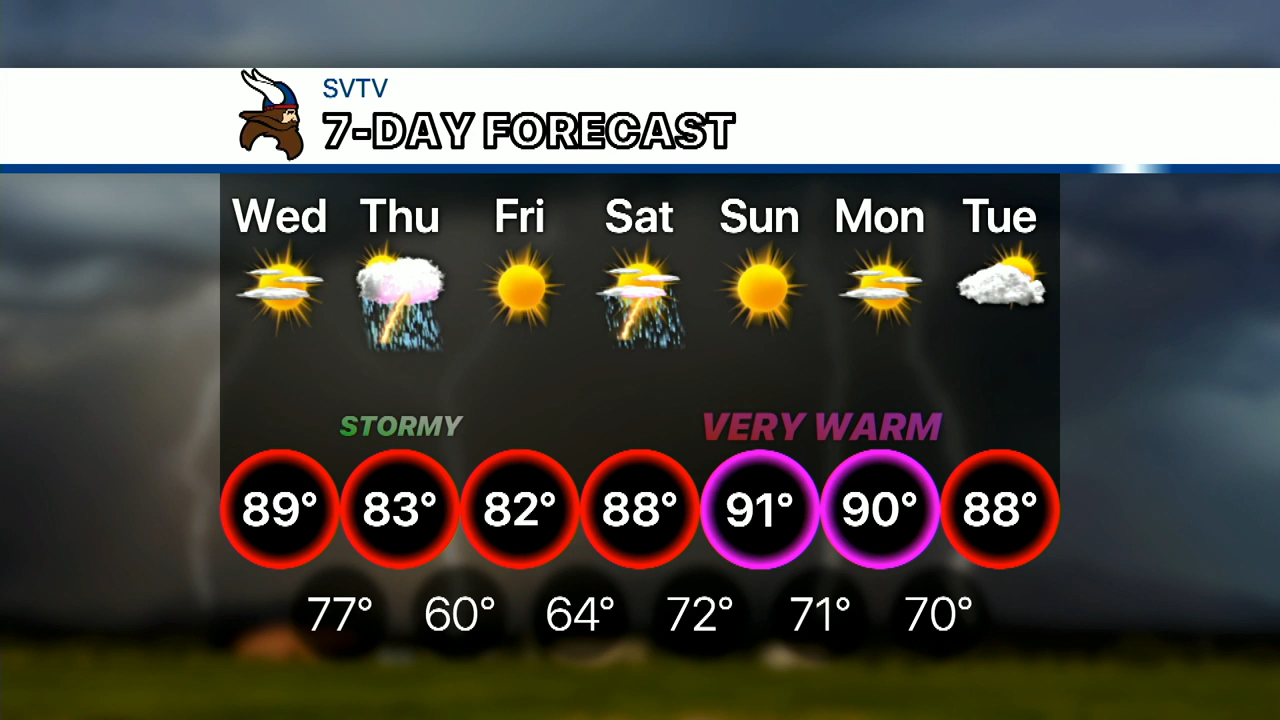 SVTV
7-DAY FORECAST
Wed Thu Fri Sat Sun Mon Tue
STORMY VERY WARM
89° 83° 82° 88° 91° 90° 88°
77° 60° 64° 72° 71° 70°